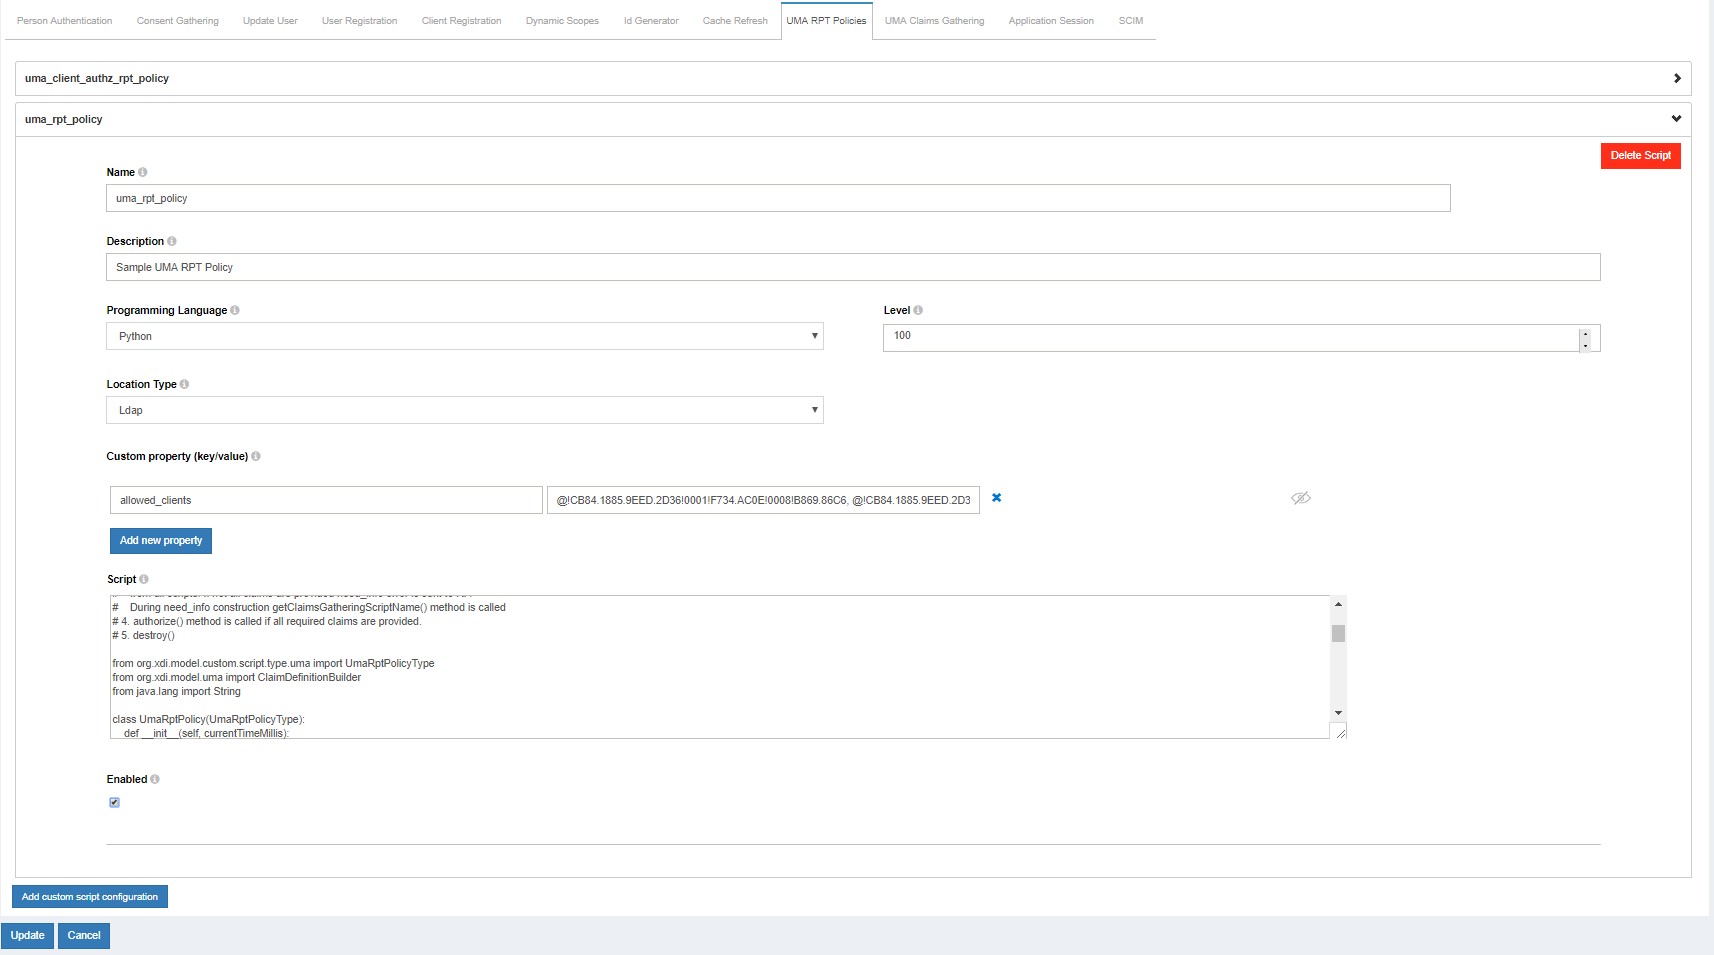 Person Authentication Consent Gathering Update User User Registration Client Registration Dynamic Scopes Id Generator Cache Refresh UMA RPT Policies UMA Claims Gathering Application Session SCIM
uma_client_authz_rpt_policy
uma_rpt_policy
Delete Script
Name
uma_rpt_policy
Description
Sample UMA RPT Policy
Programming Language Level
Python 100
Location Type
Ldap
Custom property (key/value)
allowed_clients @!CB84.1885.9EED.2D36!0001!F734.AC0E!0008!B869.86C6, @!CB84.1885.9EED.2D3
Add new property
Script
# During need_info construction getClaimsGatheringScriptName() method is called
# 4. authorize() method is called if all required claims are provided.
# 5. destroy()
from org.xdi.model.custom.script.type.uma import UmaRptPolicyType
from org.xdi.model.uma import ClaimDefinitionBuilder
from java.lang import String
class UmaRptPolicy(UmaRptPolicyType):
def __init__(self, currentTimeMillis):
Enabled
Add custom script configuration
Update Cancel